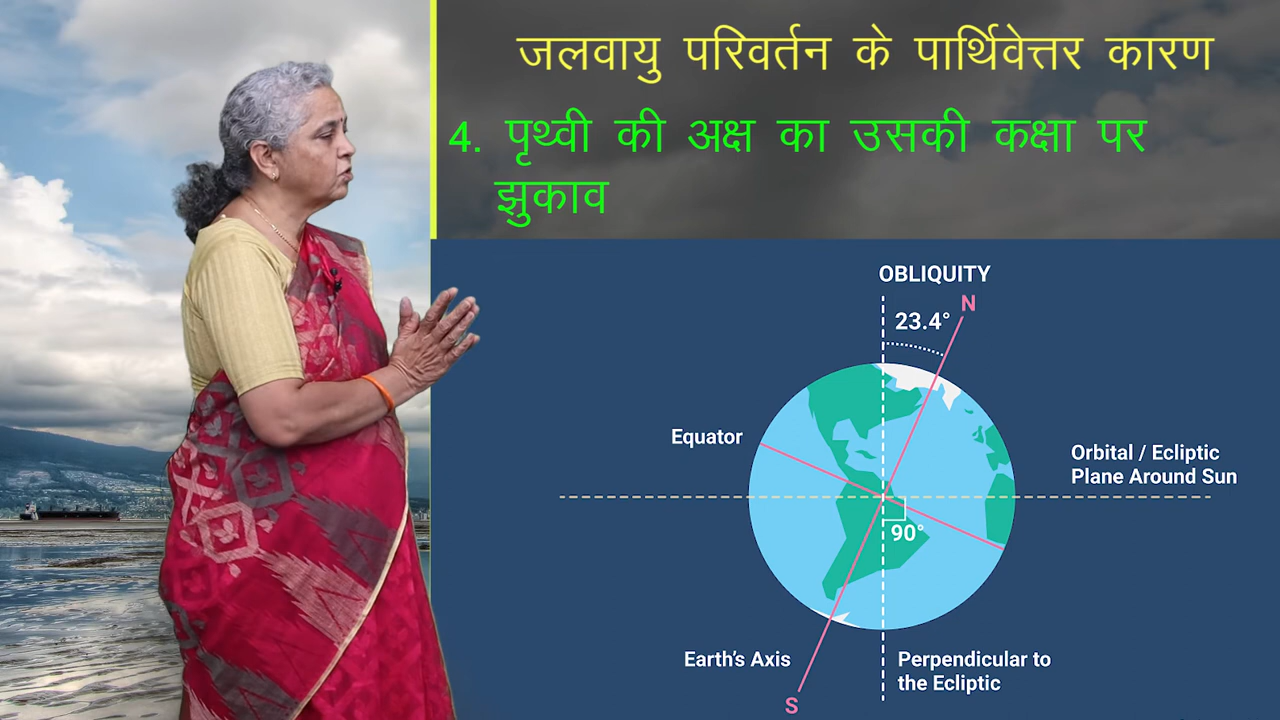 जलवायु परिवर्तन के पार्थिवेत्तर कारण
4. पृथ्वी की अक्ष का उसकी कक्षा पर
झुकाव
OBLIQUITY
N
23.4°
Equator
Orbital / Ecliptic
Plane Around Sun
90°
Earth's Axis
Perpendicular to
the Ecliptic
S